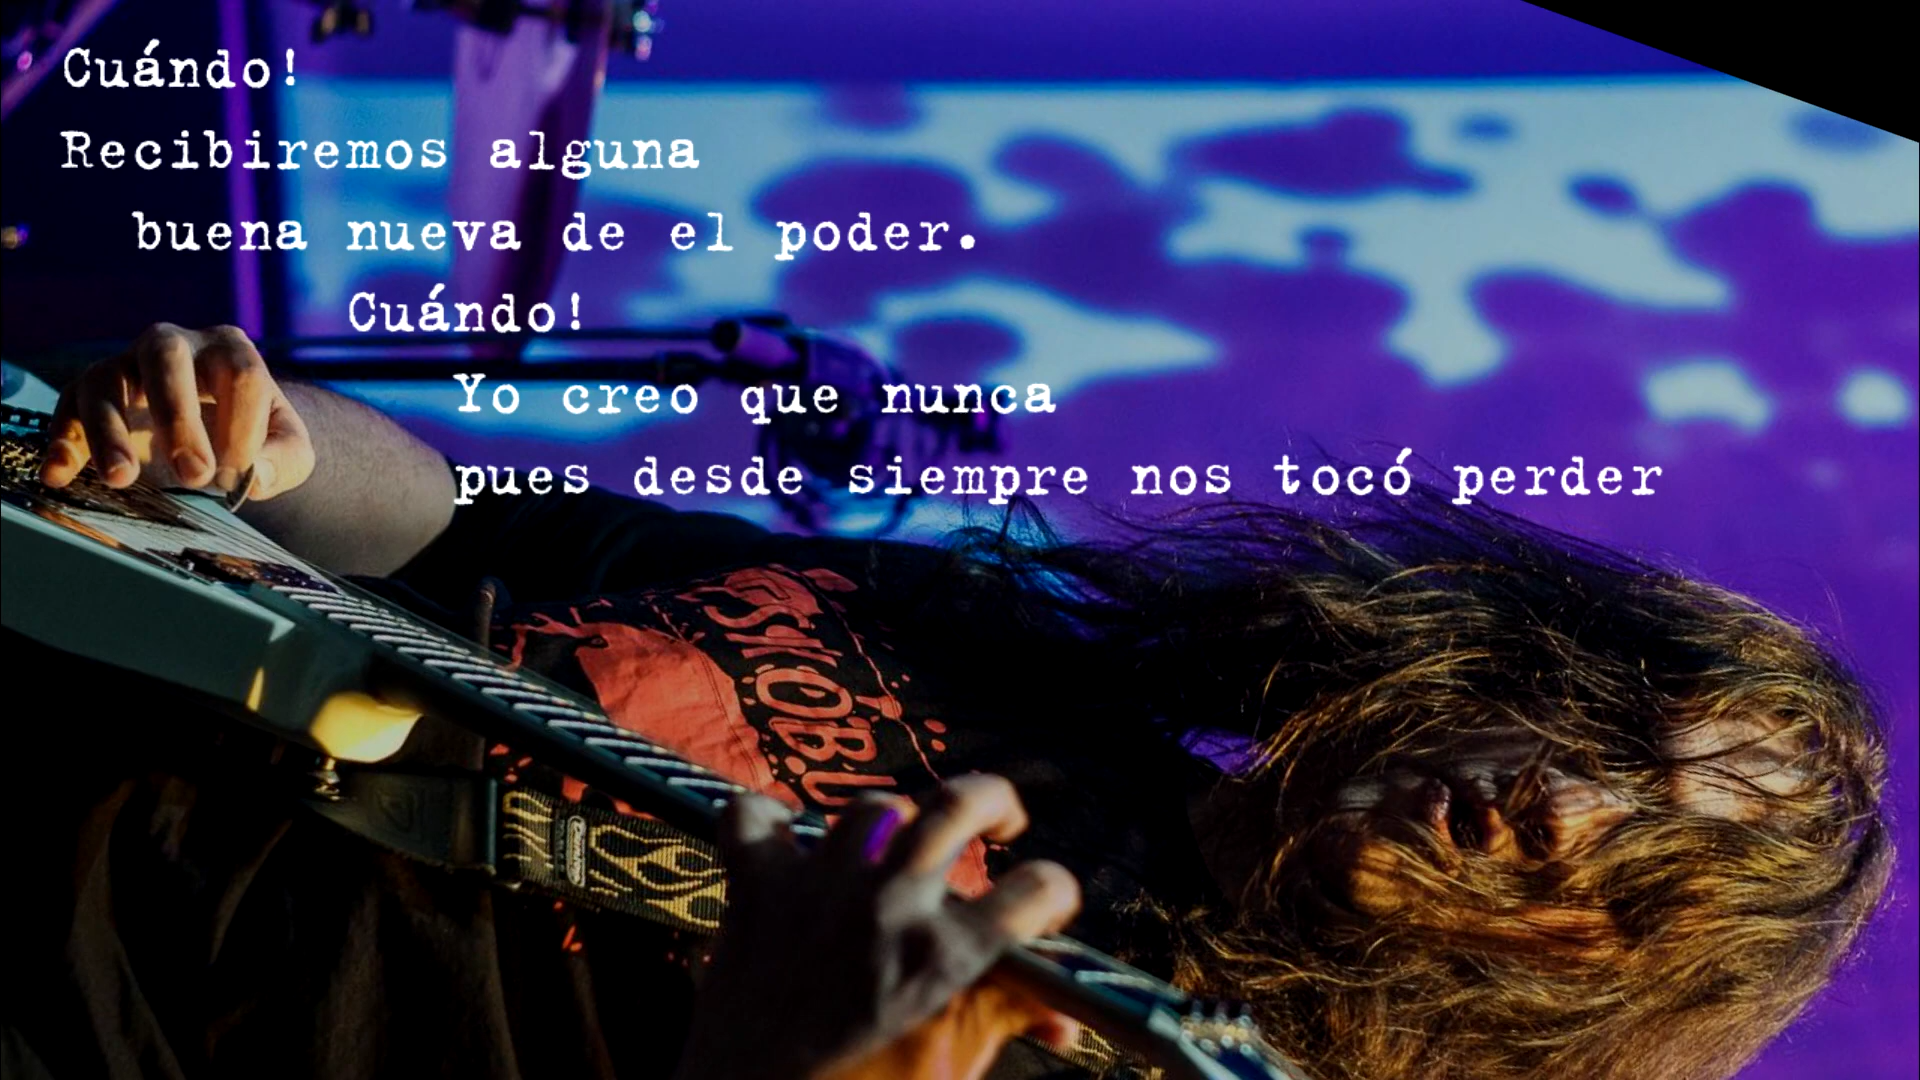 Cuándo!
Recibiremos alguna
buena nueva de el poder.
Cuándo!
Yo creo que nunca
pues desde siempre nos tocó perder